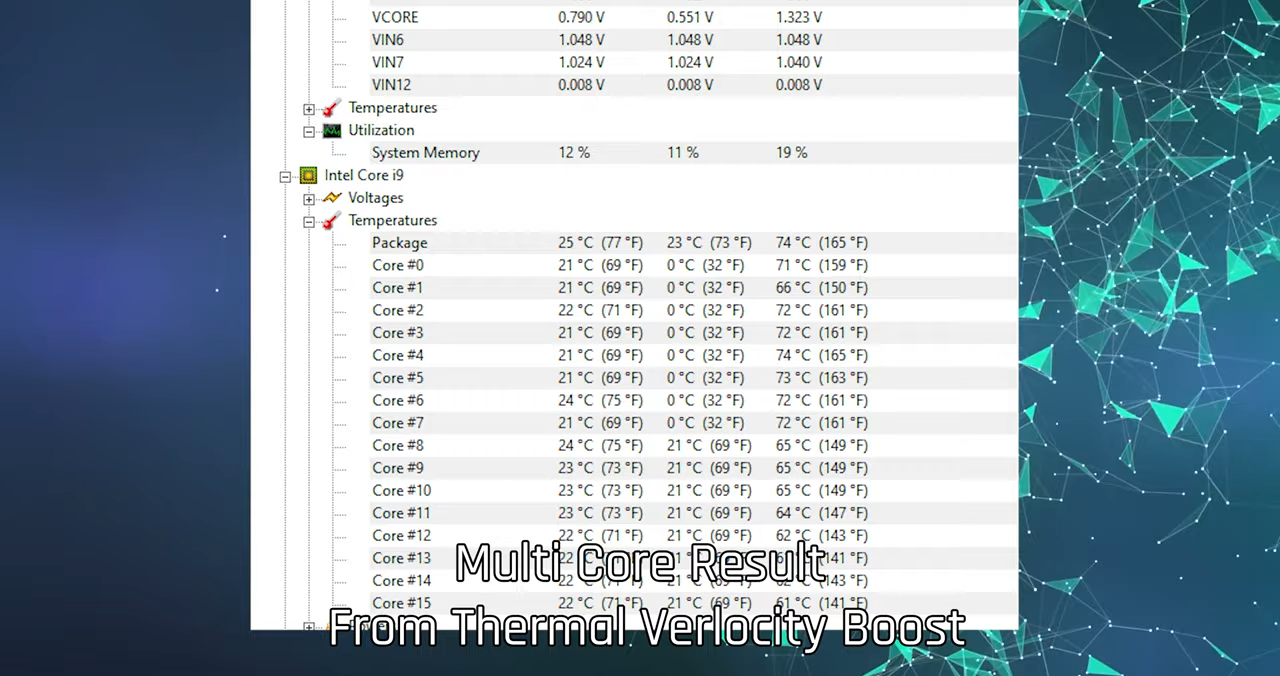 VCORE 0.790 V 0.551 V 1.323 V
VIN6 1.048 V 1.048 V 1.048 V
VIN7 1.024 V 1.024 V 1.040 V
VIN12 0.008 V 0.008 V 0.008 V
Temperatures
Utilization
System Memory 12 % 11 % 19 %
Intel Core i9
Voltages
Temperatures
Package 25 °C (77 °F) 23 °C (73 °F) 74 °C (165 °F)
Core #0 21 °C (69 °F) 0 °C (32 °F) 71 °C (159 °F)
Core #1 21 °C (69 °F) 0 °C (32 °F) 66 °C (150 °F)
Core #2 22 °C (71 °F) 0 °C (32 °F) 72 °C (161 °F)
Core #3 21 °C (69 °F) 0 °C (32 °F) 72 °C (161 °F)
Core #4 21 °C (69 °F) 0 °C (32 °F) 74 °C (165 °F)
Core #5 21 °C (69 °F) 0 °C (32 °F) 73 °C (163 °F)
Core #6 24 °C (75 °F) 0 °C (32 °F) 72 °C (161 °F)
Core #7 21 °C (69 °F) 0 °C (32 °F) 72 °C (161 °F)
Core #8 24 °C (75 °F) 21 °C (69 °F) 65 °C (149 °F)
Core #9 23 °C (73 °F) 21 °C (69 °F) 65 °C (149 °F)
Core #10 23 °C (73 °F) 21 °C (69 °F) 65 °C (149 °F)
Core #11 23 °C (73 °F) 21 °C (69 °F) 64 °C (147 °F)
Core #12 22 °C (71 °F) 21 °C (69 °F) 62 °C (143 °F)
Core #13 22 (141 °F)
Core #14 22 (143 °F)
Core #15 22 °C (71 °F) 21 °C (69 °F) 61 °C (141 °F)
Multi Core Result
From Thermal Verlocity Boost